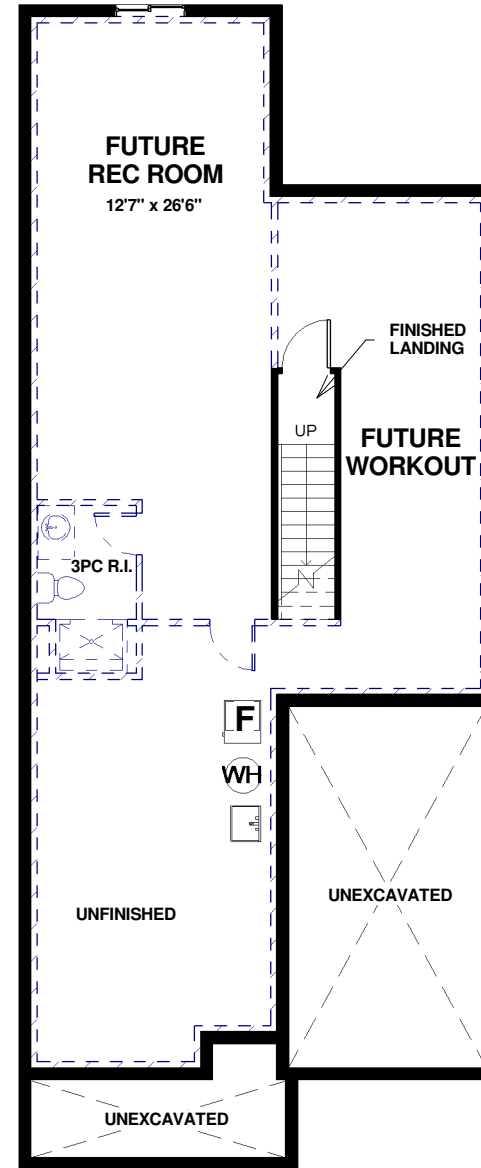 FUTURE
REC ROOM
12'7" x 26'6"
FINISHED
LANDING
UP
FUTURE
WORKOUT
3PC R.I.
F
WH
UNFINISHED
UNEXCAVATED
UNEXCAVATED